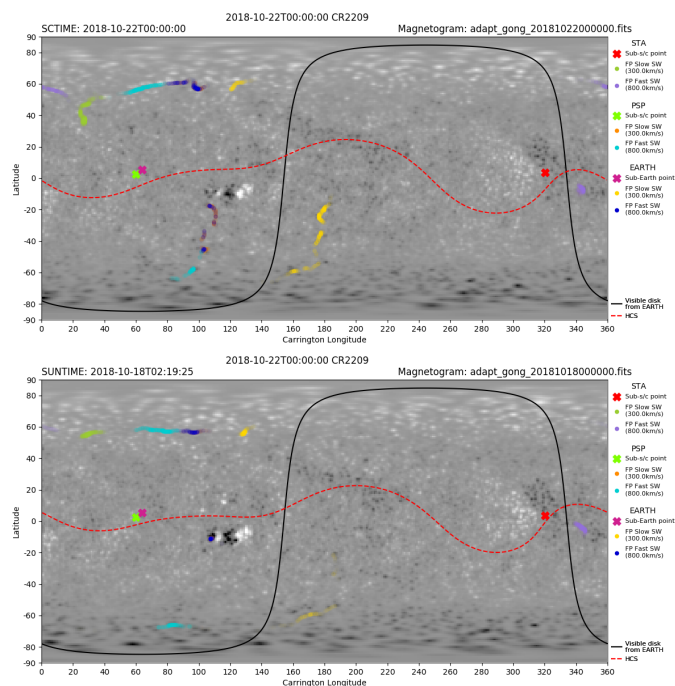 2018-10-22T00:00:00 CR2209
SCTIME: 2018-10-22T00:00:00
Magnetogram: adapt_gong_20181022000000.fits
90
80
60
40
20
0
-20
-40
-60
-80
-90
Latitude
0
20
40
60
80
100
120
140
160
180
200
220
240
260
280
300
320
340
360
Carrington Longitude
STA
Sub-s/c point
FP Slow SW
(300.0km/s)
FP Fast SW
(800.0km/s)
PSP
Sub-s/c point
FP Slow SW
(300.0km/s)
FP Fast SW
(800.0km/s)
EARTH
Sub-Earth point
FP Slow SW
(300.0km/s)
FP Fast SW
(800.0km/s)
Visible disk
from EARTH
HCS
2018-10-22T00:00:00 CR2209
SUNTIME: 2018-10-18T02:19:25
Magnetogram: adapt_gong_20181018000000.fits
90
80
60
40
20
0
-20
-40
-60
-80
-90
Latitude
0
20
40
60
80
100
120
140
160
180
200
220
240
260
280
300
320
340
360
Carrington Longitude
STA
Sub-s/c point
FP Slow SW
(300.0km/s)
FP Fast SW
(800.0km/s)
PSP
Sub-s/c point
FP Slow SW
(300.0km/s)
FP Fast SW
(800.0km/s)
EARTH
Sub-Earth point
FP Slow SW
(300.0km/s)
FP Fast SW
(800.0km/s)
Visible disk
from EARTH
HCS